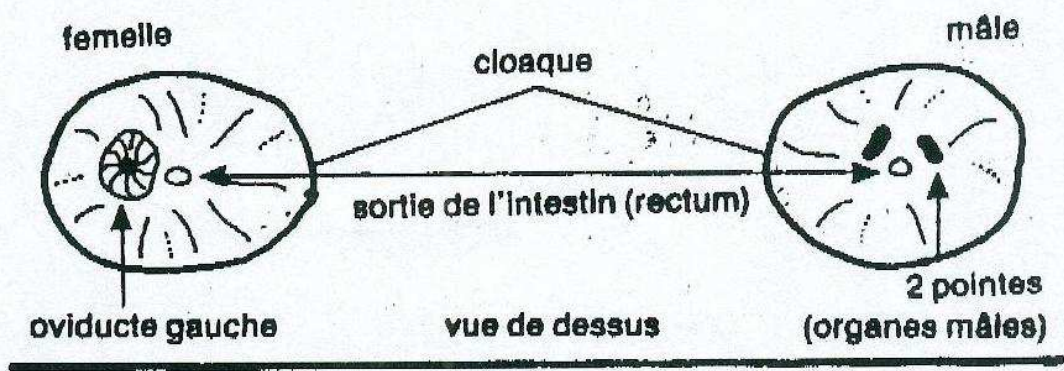 femelle
mâle
cloaque
sortie de l'intestin (rectum)
2 pointes
oviducte gauche
vue de dessus
(organes mâles)